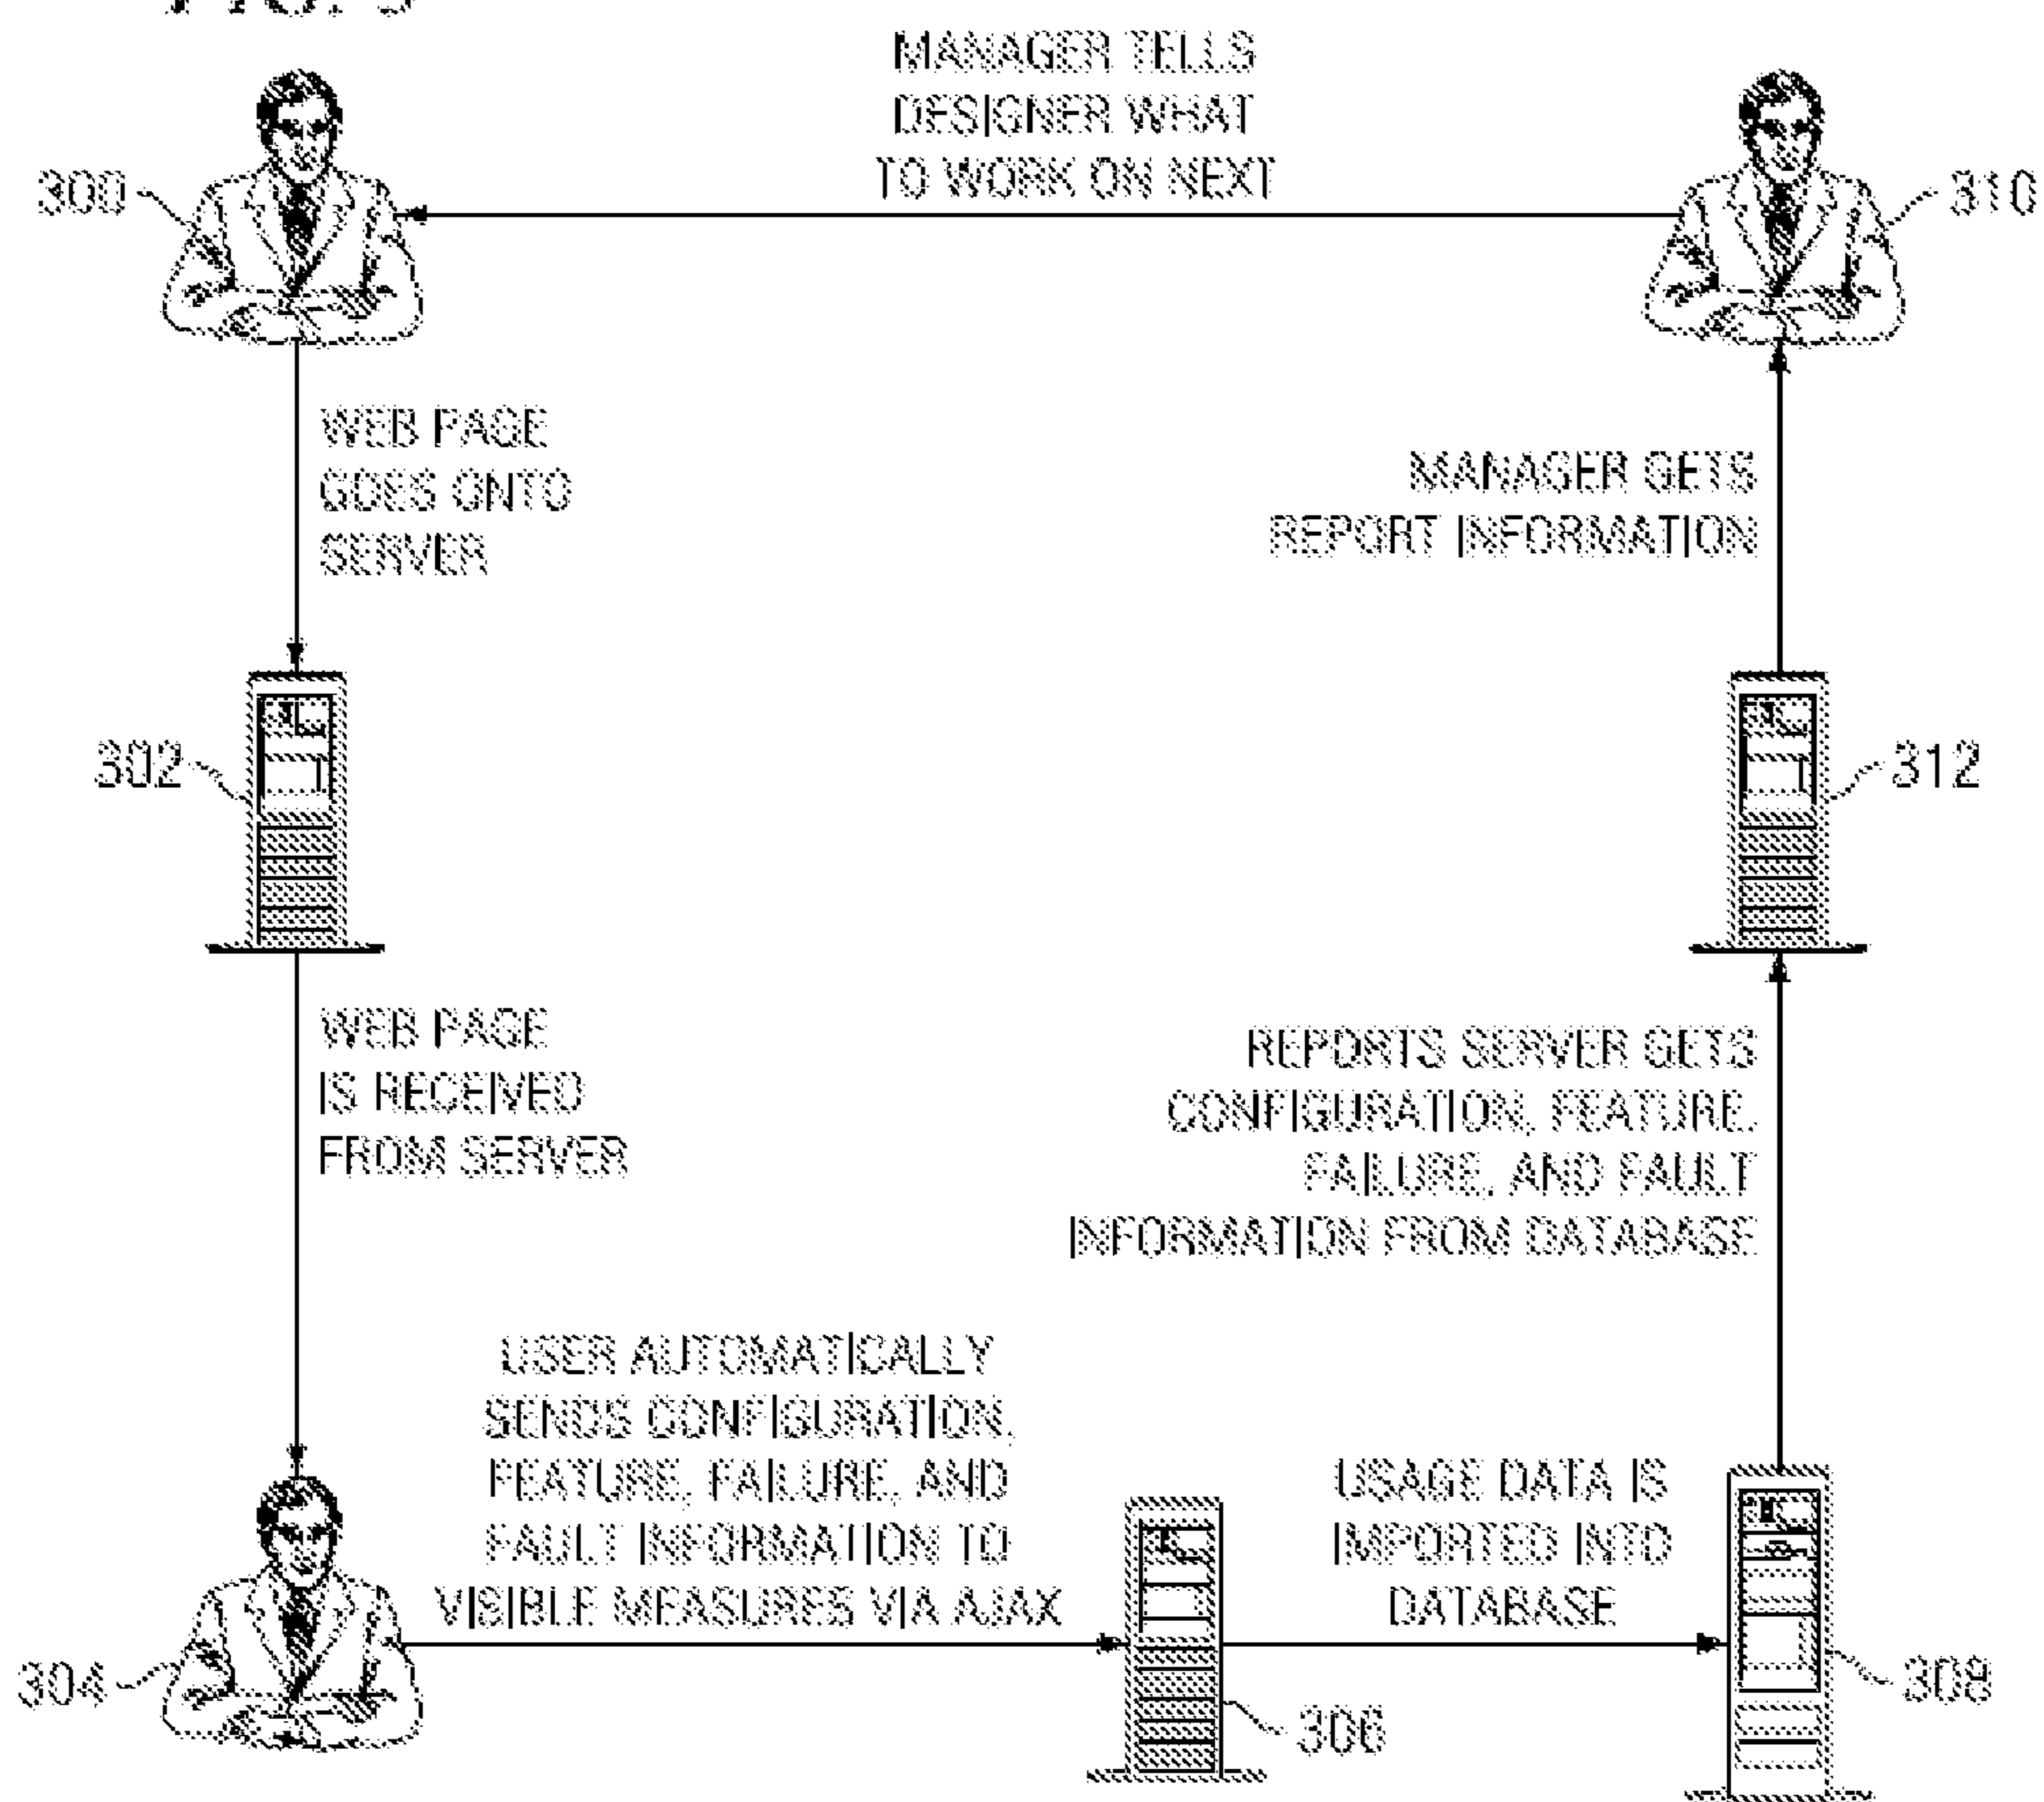 FIG. 3
MANAGER TELLS
DESIGNER WHAT
TO WORK ON NEXT
300
310
WEB PAGE
GOES ONTO
SERVER
MANAGER GETS
REPORT INFORMATION
302
312
WEB PAGE
IS RECEIVED
FROM SERVER
REPORTS SERVER GETS
CONFIGURATION, FEATURE,
FAILURE, AND FAULT
INFORMATION FROM DATABASE
USER AUTOMATICALLY
SENDS CONFIGURATION,
FEATURE, FAILURE, AND
FAULT INFORMATION TO
VISIBLE MEASURES VIA AJAX
USAGE DATA IS
IMPORTED INTO
DATABASE
304
306
308